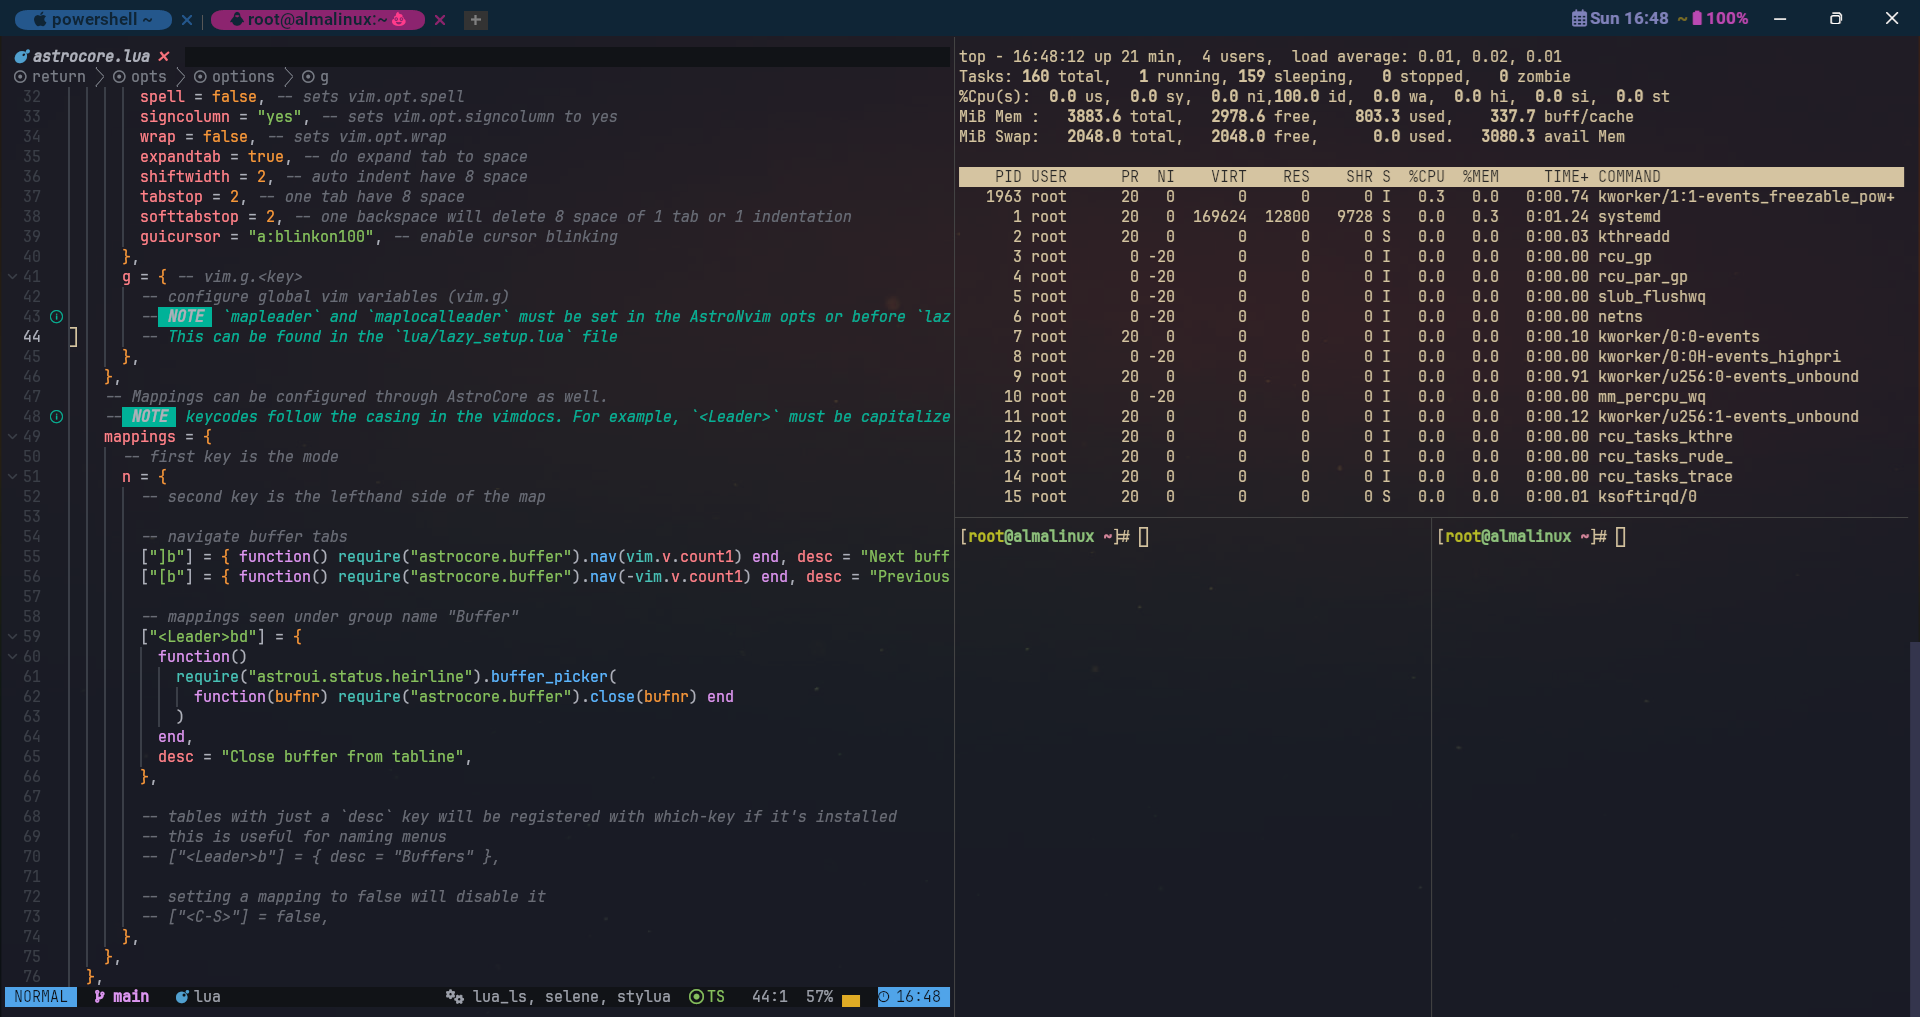 powershell ~ × | root@almalinux:~ × +
Sun 16:48 ~ 100%
astrocore.lua ×
return > opts > options > g
32 spell = false, -- sets vim.opt.spell
33 signcolumn = "yes", -- sets vim.opt.signcolumn to yes
34 wrap = false, -- sets vim.opt.wrap
35 expandtab = true, -- do expand tab to space
36 shiftwidth = 2, -- auto indent have 8 space
37 tabstop = 2, -- one tab have 8 space
38 softtabstop = 2, -- one backspace will delete 8 space of 1 tab or 1 indentation
39 guicursor = "a:blinkon100", -- enable cursor blinking
40 },
41 g = { -- vim.g.<key>
42 -- configure global vim variables (vim.g)
43 -- NOTE `mapleader` and `maplocalleader` must be set in the AstroNvim opts or before `laz
44 -- This can be found in the `lua/lazy_setup.lua` file
45 },
46 },
47 -- Mappings can be configured through AstroCore as well.
48 -- NOTE keycodes follow the casing in the vimdocs. For example, `<Leader>` must be capitalize
49 mappings = {
50 -- first key is the mode
51 n = {
52 -- second key is the lefthand side of the map
53
54 -- navigate buffer tabs
55 ["]b"] = { function() require("astrocore.buffer").nav(vim.v.count1) end, desc = "Next buff
56 ["[b"] = { function() require("astrocore.buffer").nav(-vim.v.count1) end, desc = "Previous
57
58 -- mappings seen under group name "Buffer"
59 ["<Leader>bd"] = {
60 function()
61 require("astroui.status.heirline").buffer_picker(
62 function(bufnr) require("astrocore.buffer").close(bufnr) end
63 )
64 end,
65 desc = "Close buffer from tabline",
66 },
67
68 -- tables with just a `desc` key will be registered with which-key if it's installed
69 -- this is useful for naming menus
70 -- ["<Leader>b"] = { desc = "Buffers" },
71
72 -- setting a mapping to false will disable it
73 -- ["<C-S>"] = false,
74 },
75 },
76 },
NORMAL main lua lua_ls, selene, stylua TS 44:1 57% 16:48
top - 16:48:12 up 21 min, 4 users, load average: 0.01, 0.02, 0.01
Tasks: 160 total, 1 running, 159 sleeping, 0 stopped, 0 zombie
%Cpu(s): 0.0 us, 0.0 sy, 0.0 ni,100.0 id, 0.0 wa, 0.0 hi, 0.0 si, 0.0 st
MiB Mem : 3883.6 total, 2978.6 free, 803.3 used, 337.7 buff/cache
MiB Swap: 2048.0 total, 2048.0 free, 0.0 used. 3080.3 avail Mem
PID USER PR NI VIRT RES SHR S %CPU %MEM TIME+ COMMAND
1963 root 20 0 0 0 0 I 0.3 0.0 0:00.74 kworker/1:1-events_freezable_pow+
1 root 20 0 169624 12800 9728 S 0.0 0.3 0:01.24 systemd
2 root 20 0 0 0 0 S 0.0 0.0 0:00.03 kthreadd
3 root 0 -20 0 0 0 I 0.0 0.0 0:00.00 rcu_gp
4 root 0 -20 0 0 0 I 0.0 0.0 0:00.00 rcu_par_gp
5 root 0 -20 0 0 0 I 0.0 0.0 0:00.00 slub_flushwq
6 root 0 -20 0 0 0 I 0.0 0.0 0:00.00 netns
7 root 20 0 0 0 0 I 0.0 0.0 0:00.10 kworker/0:0-events
8 root 0 -20 0 0 0 I 0.0 0.0 0:00.00 kworker/0:0H-events_highpri
9 root 20 0 0 0 0 I 0.0 0.0 0:00.91 kworker/u256:0-events_unbound
10 root 0 -20 0 0 0 I 0.0 0.0 0:00.00 mm_percpu_wq
11 root 20 0 0 0 0 I 0.0 0.0 0:00.12 kworker/u256:1-events_unbound
12 root 20 0 0 0 0 I 0.0 0.0 0:00.00 rcu_tasks_kthre
13 root 20 0 0 0 0 I 0.0 0.0 0:00.00 rcu_tasks_rude_
14 root 20 0 0 0 0 I 0.0 0.0 0:00.00 rcu_tasks_trace
15 root 20 0 0 0 0 S 0.0 0.0 0:00.01 ksoftirqd/0
[root@almalinux ~]#
[root@almalinux ~]#